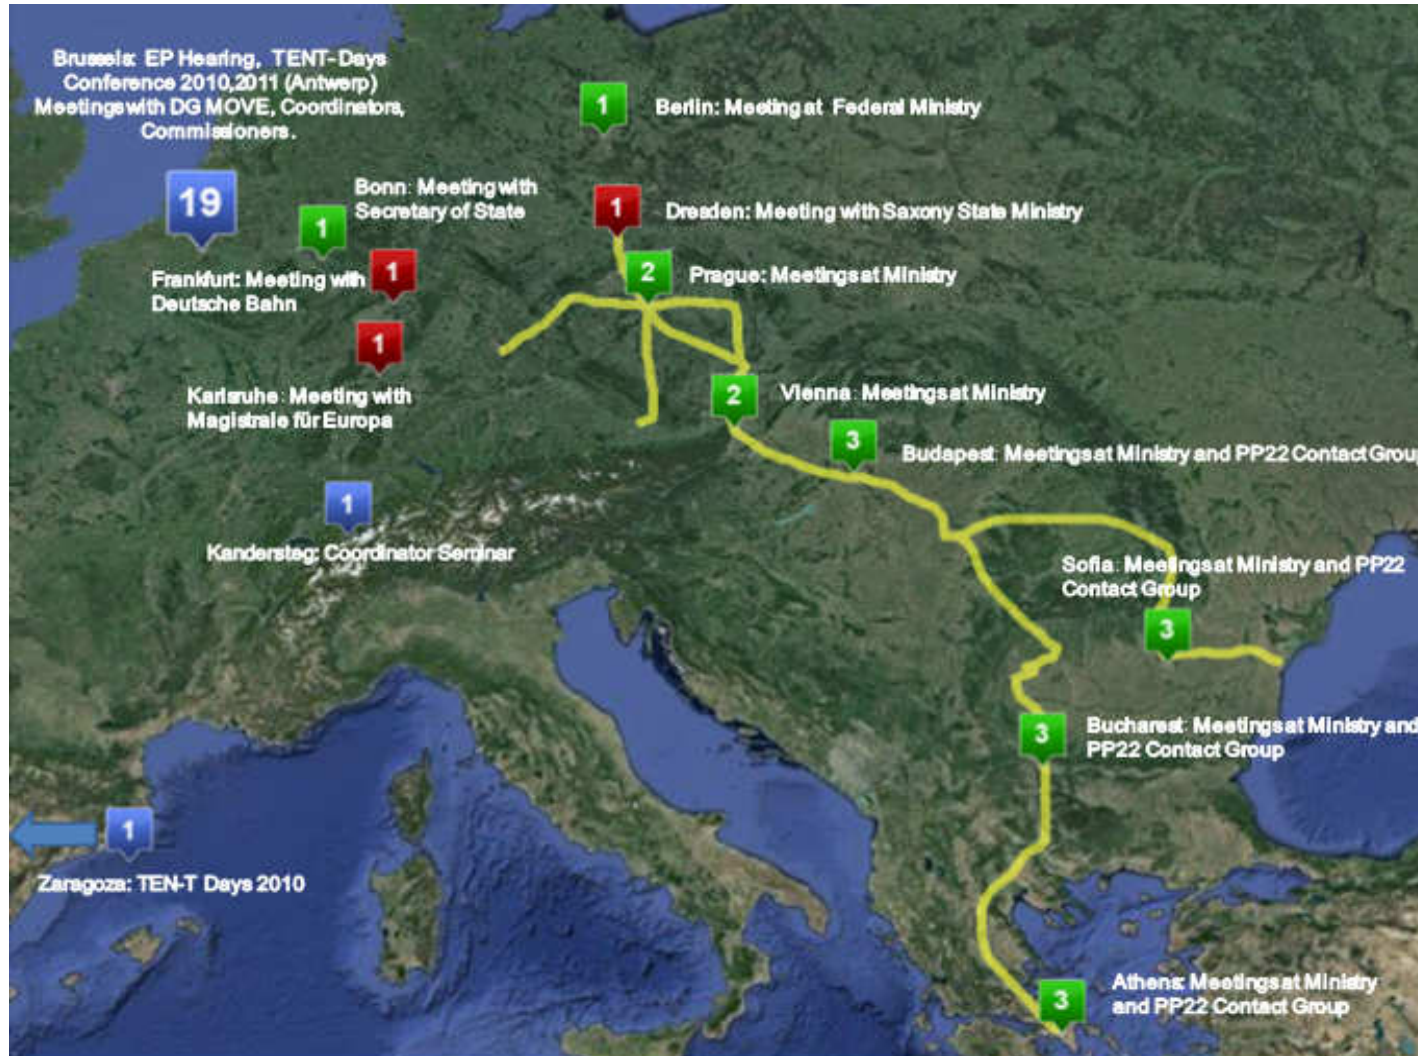 Brussels: EP Hearing, TENT-Days
Conference 2010,2011 (Antwerp)
Meetings with DG MOVE, Coordinators,
Commissioners.
19
1
Berlin: Meeting at Federal Ministry
Bonn: Meeting with
Secretary of State
1
1
Dresden: Meeting with Saxony State Ministry
Frankfurt: Meeting with
Deutsche Bahn
1
2
Prague: Meetings at Ministry
1
Karlsruhe: Meeting with
Magistrale für Europa
2
Vienna: Meetings at Ministry
3
Budapest: Meetings at Ministry and PP22 Contact Grou
1
Kandersteg: Coordinator Seminar
Sofia: Meetings at Ministry and PP22
Contact Group
3
3
Bucharest: Meetings at Ministry and
PP22 Contact Group
1
Zaragoza: TEN-T Days 2010
3
Athens: Meetings at Ministry
and PP22 Contact Group